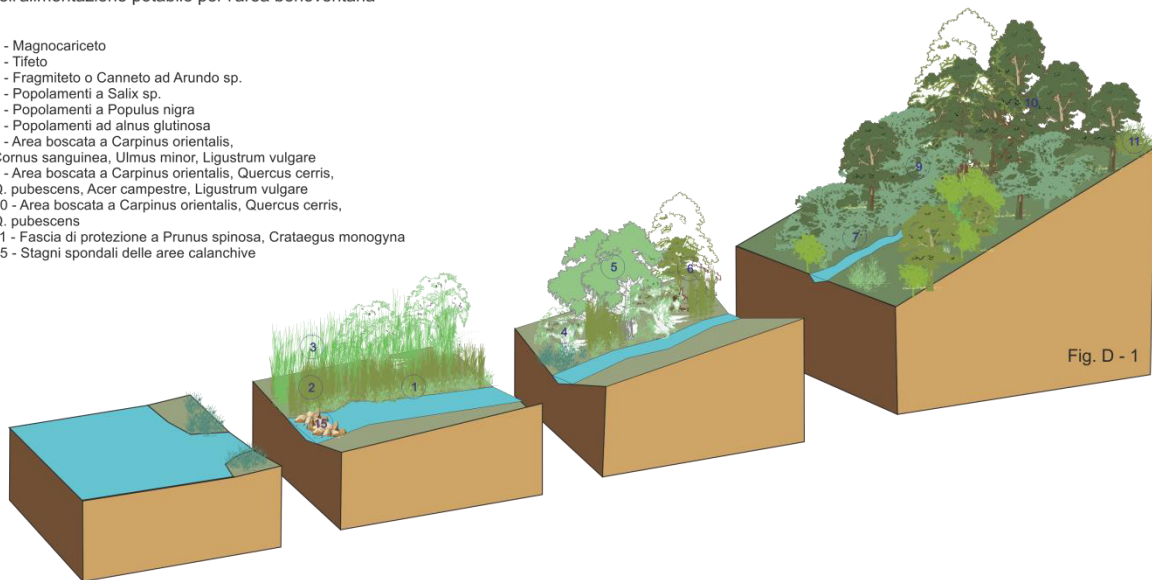 ell'alimentazione potabile per l'area beneventana
- Magnocariceto
- Tifeto
- Fragmiteto o Canneto ad Arundo sp.
- Popolamenti a Salix sp.
- Popolamenti a Populus nigra
- Popolamenti ad alnus glutinosa
- Area boscata a Carpinus orientalis,
Cornus sanguinea, Ulmus minor, Ligustrum vulgare
- Area boscata a Carpinus orientalis, Quercus cerris,
Q. pubescens, Acer campestre, Ligustrum vulgare
0 - Area boscata a Carpinus orientalis, Quercus cerris,
Q. pubescens
1 - Fascia di protezione a Prunus spinosa, Crataegus monogyna
5 - Stagni spondali delle aree calanchive
10
11
9
7
5
6
4
3
2
1
15
Fig. D - 1